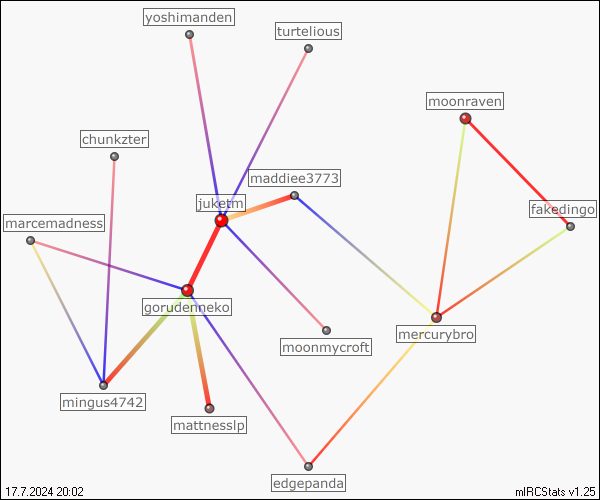 yoshimanden
turtelious
moonraven
chunkzter
maddiee3773
juketm
fakedingo
marcemadness
gorudenneko
mercurybro
moonmycroft
mingus4742
mattnesslp
edgepanda
17.7.2024 20:02
mIRCStats v1.25